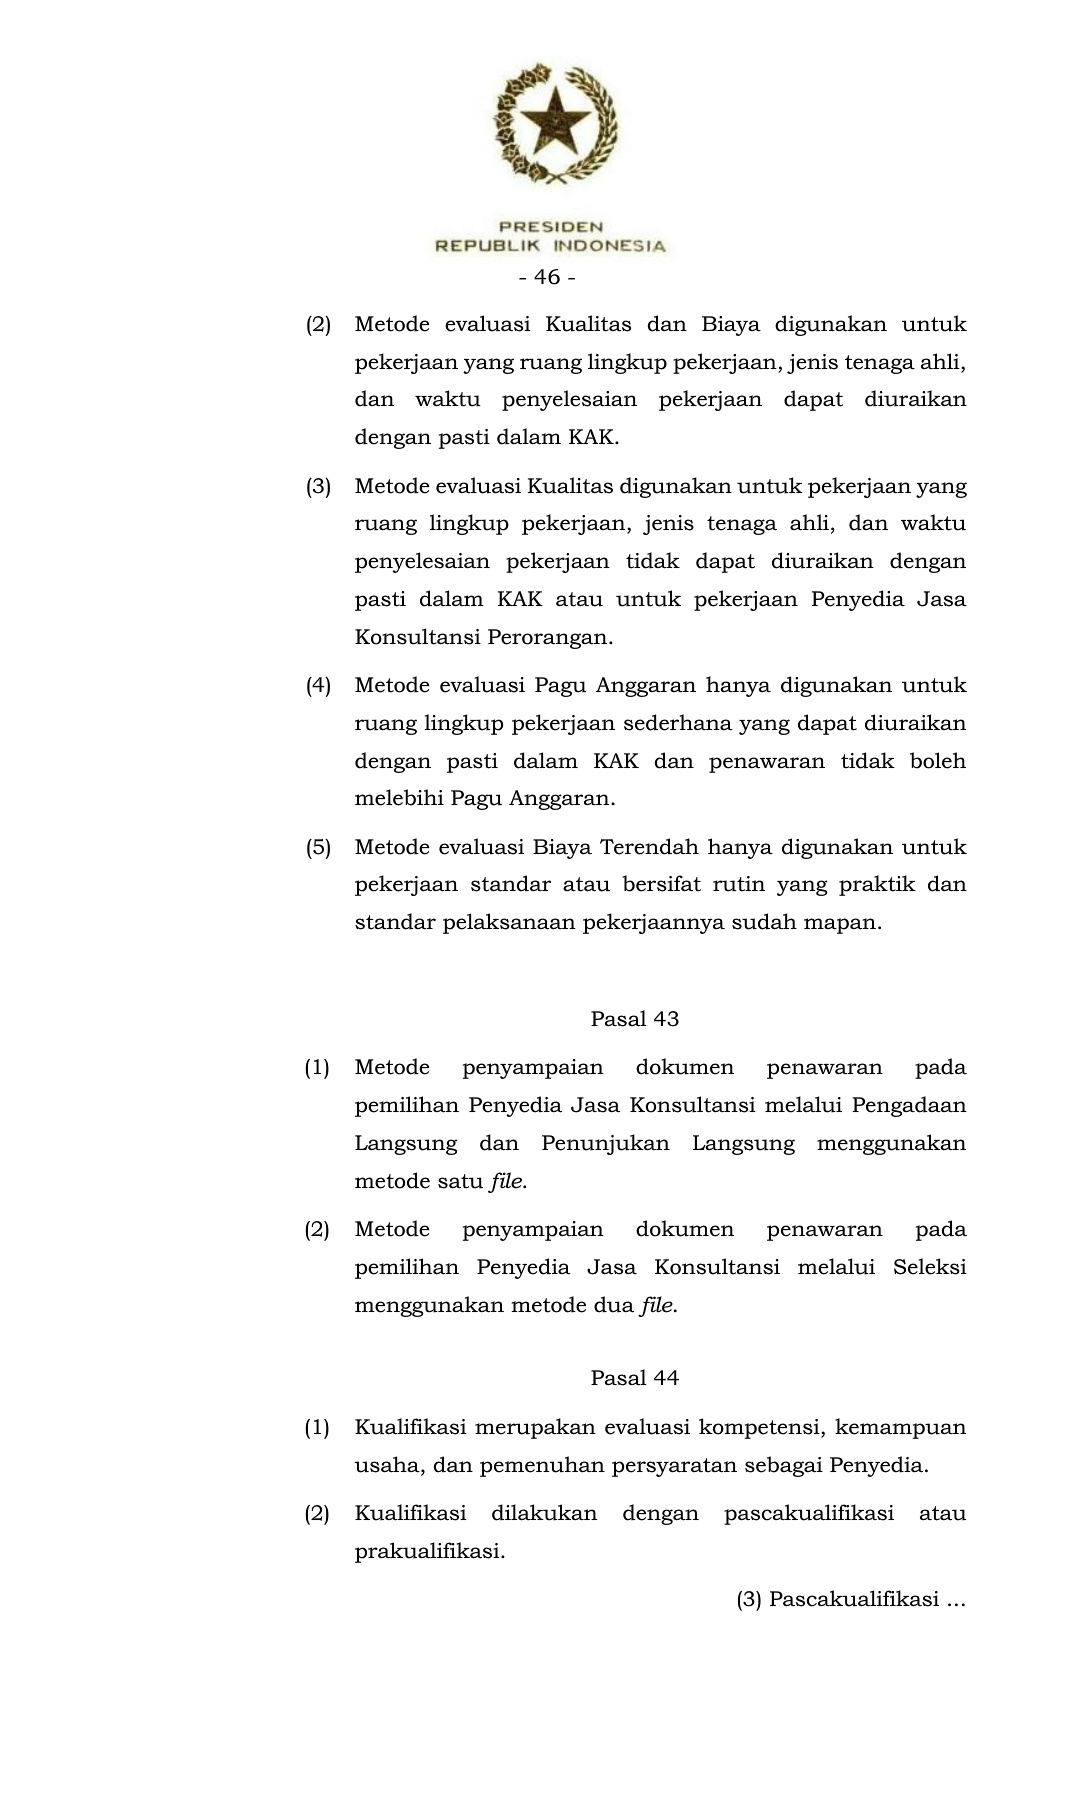 PRESIDEN
REPUBLIK INDONESIA
- 46 -
(2) Metode evaluasi Kualitas dan Biaya digunakan untuk
pekerjaan yang ruang lingkup pekerjaan, jenis tenaga ahli,
dan waktu penyelesaian pekerjaan dapat diuraikan
dengan pasti dalam KAK.
(3) Metode evaluasi Kualitas digunakan untuk pekerjaan yang
ruang lingkup pekerjaan, jenis tenaga ahli, dan waktu
penyelesaian pekerjaan tidak dapat diuraikan dengan
pasti dalam KAK atau untuk pekerjaan Penyedia Jasa
Konsultansi Perorangan.
(4) Metode evaluasi Pagu Anggaran hanya digunakan untuk
ruang lingkup pekerjaan sederhana yang dapat diuraikan
dengan pasti dalam KAK dan penawaran tidak boleh
melebihi Pagu Anggaran.
(5) Metode evaluasi Biaya Terendah hanya digunakan untuk
pekerjaan standar atau bersifat rutin yang praktik dan
standar pelaksanaan pekerjaannya sudah mapan.
Pasal 43
(1) Metode penyampaian dokumen penawaran pada
pemilihan Penyedia Jasa Konsultansi melalui Pengadaan
Langsung dan Penunjukan Langsung menggunakan
metode satu file.
(2) Metode penyampaian dokumen penawaran pada
pemilihan Penyedia Jasa Konsultansi melalui Seleksi
menggunakan metode dua file.
Pasal 44
(1) Kualifikasi merupakan evaluasi kompetensi, kemampuan
usaha, dan pemenuhan persyaratan sebagai Penyedia.
(2) Kualifikasi dilakukan dengan pascakualifikasi atau
prakualifikasi.
(3) Pascakualifikasi ...